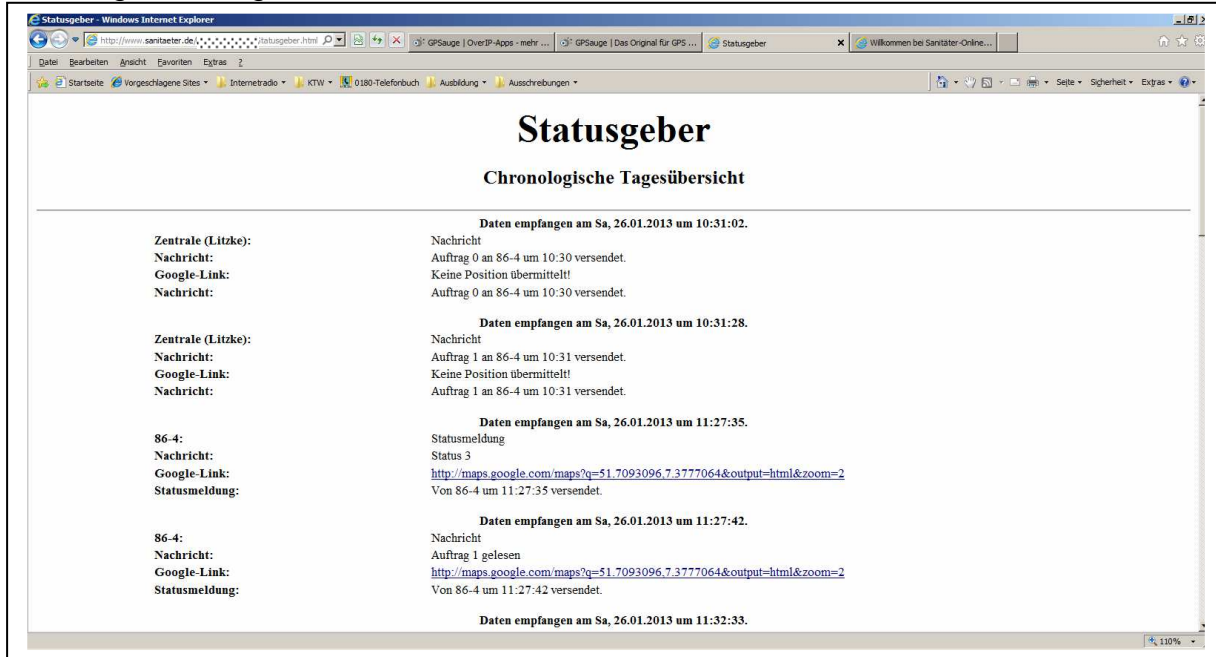 Statusgeber - Windows Internet Explorer
http://www.sanitaeter.de/ tatusgeber.html
GPSauge | OverIP-Apps - mehr ...
GPSauge | Das Original für GPS ...
Statusgeber
Willkommen bei Sanitäter-Online...
Datei Bearbeiten Ansicht Favoriten Extras ?
Startseite Vorgeschlagene Sites Internetradio KTW 0180-Telefonbuch Ausbildung Ausschreibungen
Seite Sicherheit Extras
Statusgeber
Chronologische Tagesübersicht
Daten empfangen am Sa, 26.01.2013 um 10:31:02.
Zentrale (Litzke): Nachricht
Nachricht: Auftrag 0 an 86-4 um 10:30 versendet.
Google-Link: Keine Position übermittelt!
Nachricht: Auftrag 0 an 86-4 um 10:30 versendet.
Daten empfangen am Sa, 26.01.2013 um 10:31:28.
Zentrale (Litzke): Nachricht
Nachricht: Auftrag 1 an 86-4 um 10:31 versendet.
Google-Link: Keine Position übermittelt!
Nachricht: Auftrag 1 an 86-4 um 10:31 versendet.
Daten empfangen am Sa, 26.01.2013 um 11:27:35.
86-4: Statusmeldung
Nachricht: Status 3
Google-Link: http://maps.google.com/maps?q=51.7093096,7.3777064&output=html&zoom=2
Statusmeldung: Von 86-4 um 11:27:35 versendet.
Daten empfangen am Sa, 26.01.2013 um 11:27:42.
86-4: Nachricht
Nachricht: Auftrag 1 gelesen
Google-Link: http://maps.google.com/maps?q=51.7093096,7.3777064&output=html&zoom=2
Statusmeldung: Von 86-4 um 11:27:42 versendet.
Daten empfangen am Sa, 26.01.2013 um 11:32:33.
110%